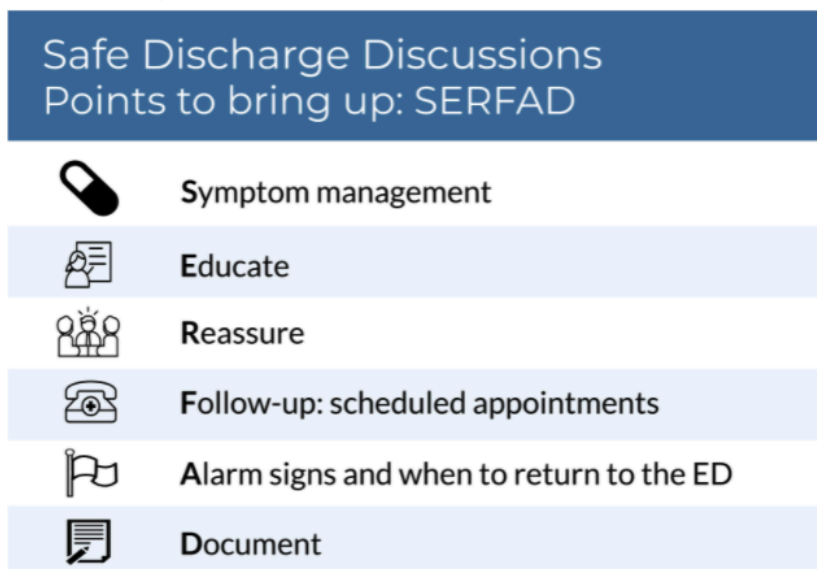 Safe Discharge Discussions
Points to bring up: SERFAD
Symptom management
Educate
Reassure
Follow-up: scheduled appointments
Alarm signs and when to return to the ED
Document